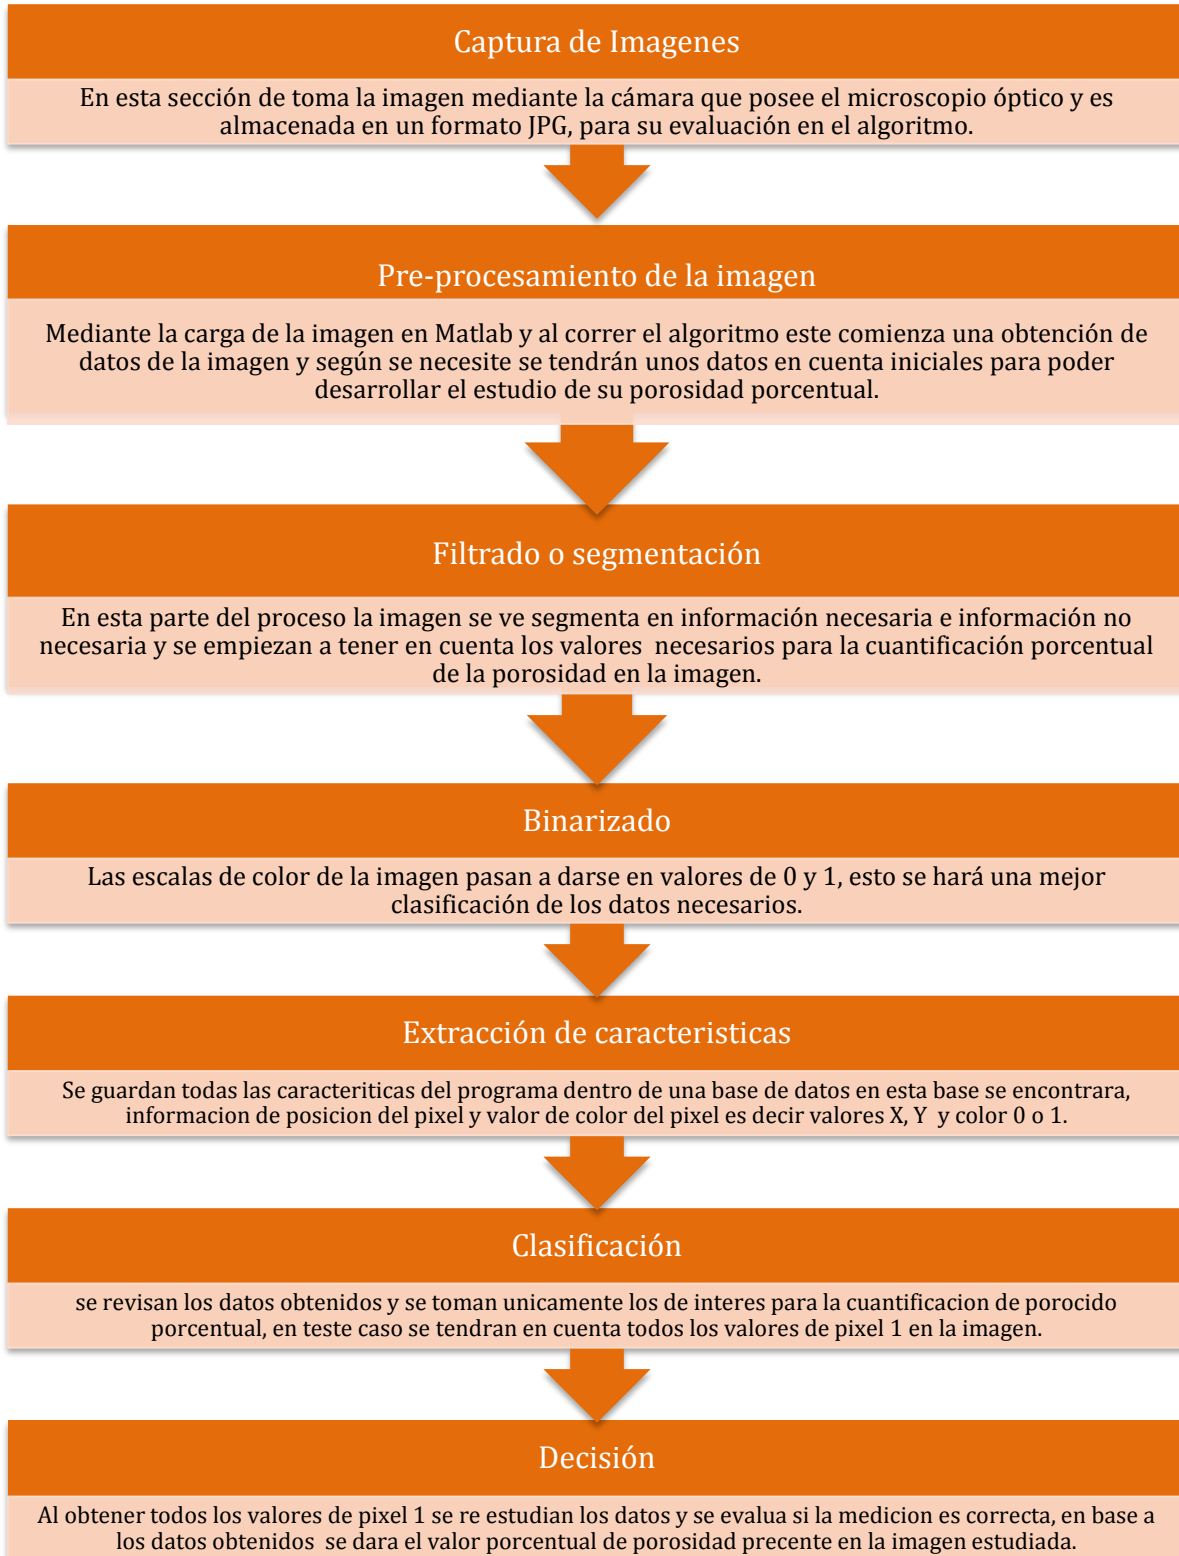 Captura de Imagenes
En esta sección de toma la imagen mediante la cámara que posee el microscopio óptico y es
almacenada en un formato JPG, para su evaluación en el algoritmo.
Pre-procesamiento de la imagen
Mediante la carga de la imagen en Matlab y al correr el algoritmo este comienza una obtención de
datos de la imagen y según se necesite se tendrán unos datos en cuenta iniciales para poder
desarrollar el estudio de su porosidad porcentual.
Filtrado o segmentación
En esta parte del proceso la imagen se ve segmenta en información necesaria e información no
necesaria y se empiezan a tener en cuenta los valores  necesarios para la cuantificación porcentual
de la porosidad en la imagen.
Binarizado
Las escalas de color de la imagen pasan a darse en valores de 0 y 1, esto se hará una mejor
clasificación de los datos necesarios.
Extracción de caracteristicas
Se guardan todas las caracteriticas del programa dentro de una base de datos en esta base se encontrara,
informacion de posicion del pixel y valor de color del pixel es decir valores X, Y  y color 0 o 1.
Clasificación
se revisan los datos obtenidos y se toman unicamente los de interes para la cuantificacion de porocido
porcentual, en teste caso se tendran en cuenta todos los valores de pixel 1 en la imagen.
Decisión
Al obtener todos los valores de pixel 1 se re estudian los datos y se evalua si la medicion es correcta, en base a
los datos obtenidos  se dara el valor porcentual de porosidad precente en la imagen estudiada.